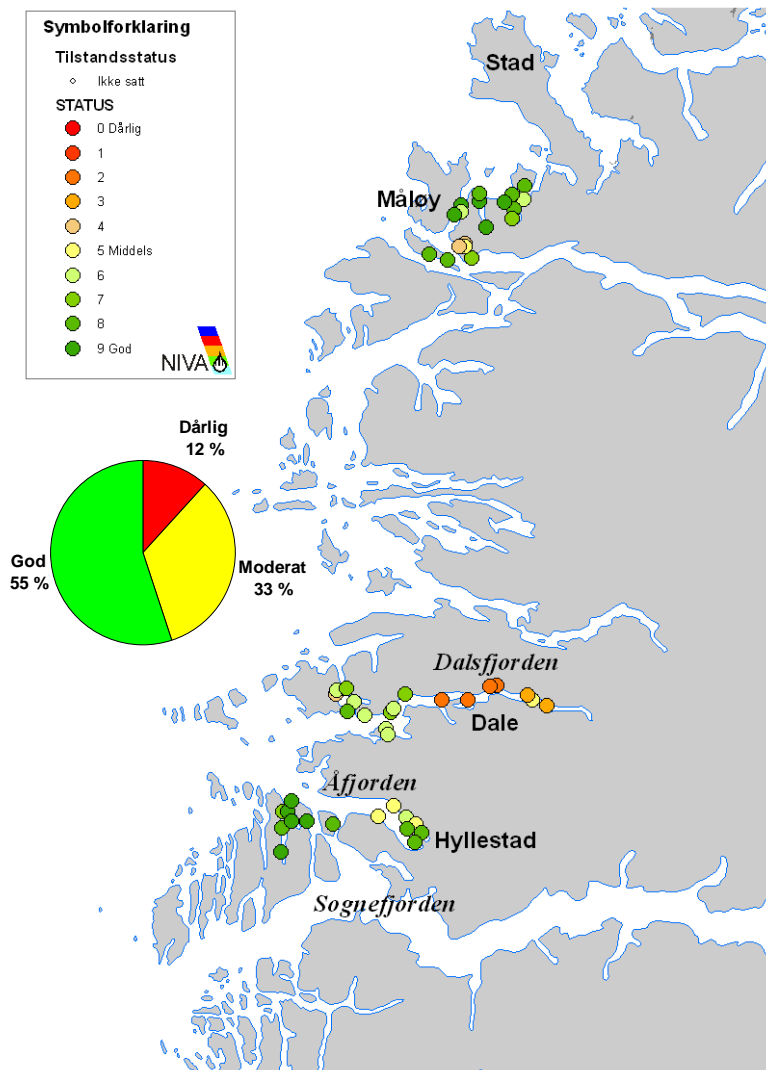 Symbolforklaring
Tilstandsstatus
Ikke satt
STATUS
0 Dårlig
1
2
3
4
5 Middels
6
7
8
9 God
NIVA
Stad
Måløy
Dårlig
12 %
God
55 %
Moderat
33 %
Dalsfjorden
Dale
Åfjorden
Hyllestad
Sognefjorden